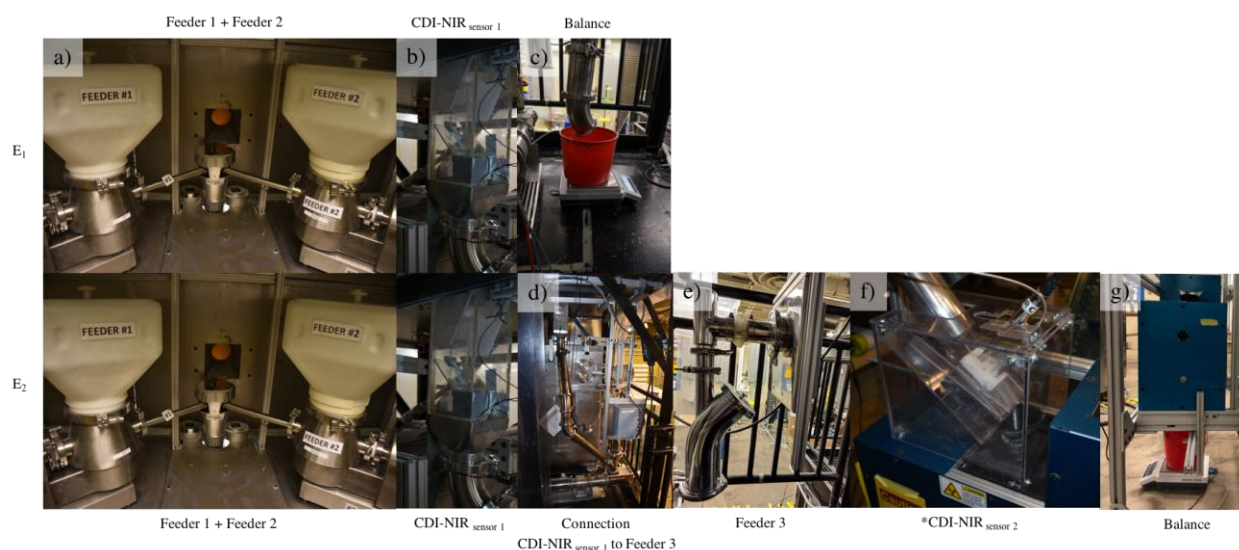 Feeder 1 + Feeder 2 CDI-NIR sensor 1 Balance
a) b) c)
FEEDER #1 FEEDER #2
E1
FEEDER #2
d) e) f) g)
FEEDER #1 FEEDER #2
E2
FEEDER #2
Feeder 1 + Feeder 2 CDI-NIR sensor 1 Connection Feeder 3 *CDI-NIR sensor 2 Balance
CDI-NIR sensor 1 to Feeder 3